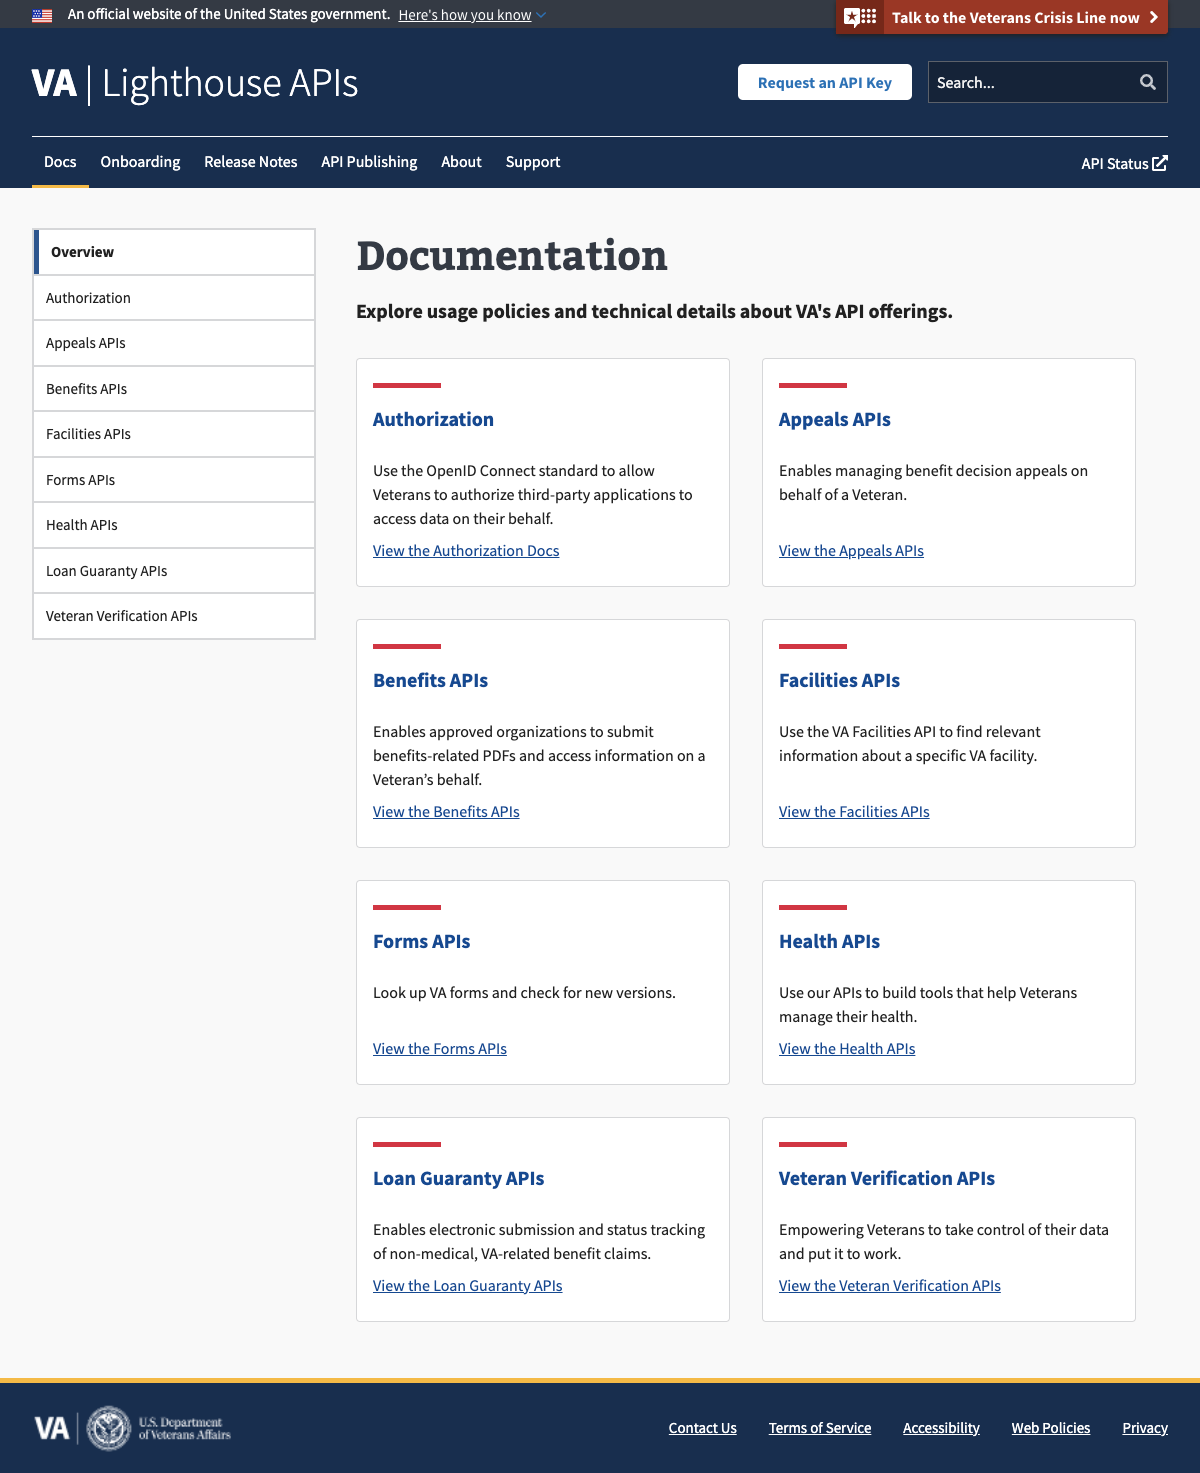 An official website of the United States government. Here's how you know
Talk to the Veterans Crisis Line now
VA | Lighthouse APIs
Request an API Key
Search...
Docs Onboarding Release Notes API Publishing About Support
API Status
Overview
Authorization
Appeals APIs
Benefits APIs
Facilities APIs
Forms APIs
Health APIs
Loan Guaranty APIs
Veteran Verification APIs
Documentation
Explore usage policies and technical details about VA's API offerings.
Authorization
Use the OpenID Connect standard to allow
Veterans to authorize third-party applications to
access data on their behalf.
View the Authorization Docs
Appeals APIs
Enables managing benefit decision appeals on
behalf of a Veteran.
View the Appeals APIs
Benefits APIs
Enables approved organizations to submit
benefits-related PDFs and access information on a
Veteran’s behalf.
View the Benefits APIs
Facilities APIs
Use the VA Facilities API to find relevant
information about a specific VA facility.
View the Facilities APIs
Forms APIs
Look up VA forms and check for new versions.
View the Forms APIs
Health APIs
Use our APIs to build tools that help Veterans
manage their health.
View the Health APIs
Loan Guaranty APIs
Enables electronic submission and status tracking
of non-medical, VA-related benefit claims.
View the Loan Guaranty APIs
Veteran Verification APIs
Empowering Veterans to take control of their data
and put it to work.
View the Veteran Verification APIs
VA
U.S. Department
of Veterans Affairs
Contact Us Terms of Service Accessibility Web Policies Privacy